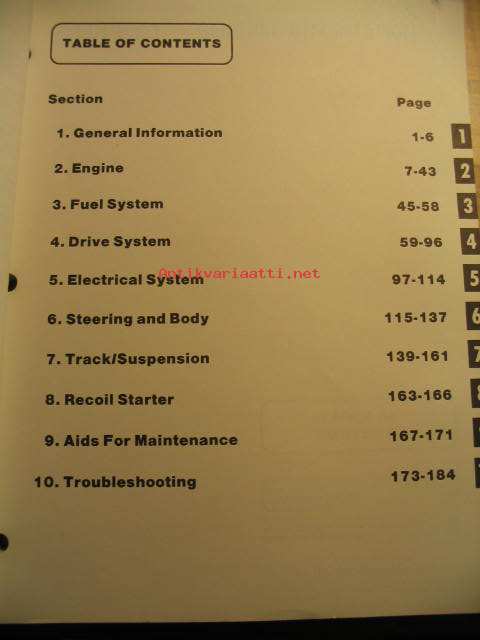 TABLE OF CONTENTS
Section Page
1. General Information 1-6 1
2. Engine 7-43 2
3. Fuel System 45-58 3
4. Drive System 59-96 4
Antikvariaatti.net
5. Electrical System 97-114 5
6. Steering and Body 115-137 6
7. Track/Suspension 139-161 7
8. Recoil Starter 163-166
9. Aids For Maintenance 167-171
10. Troubleshooting 173-184